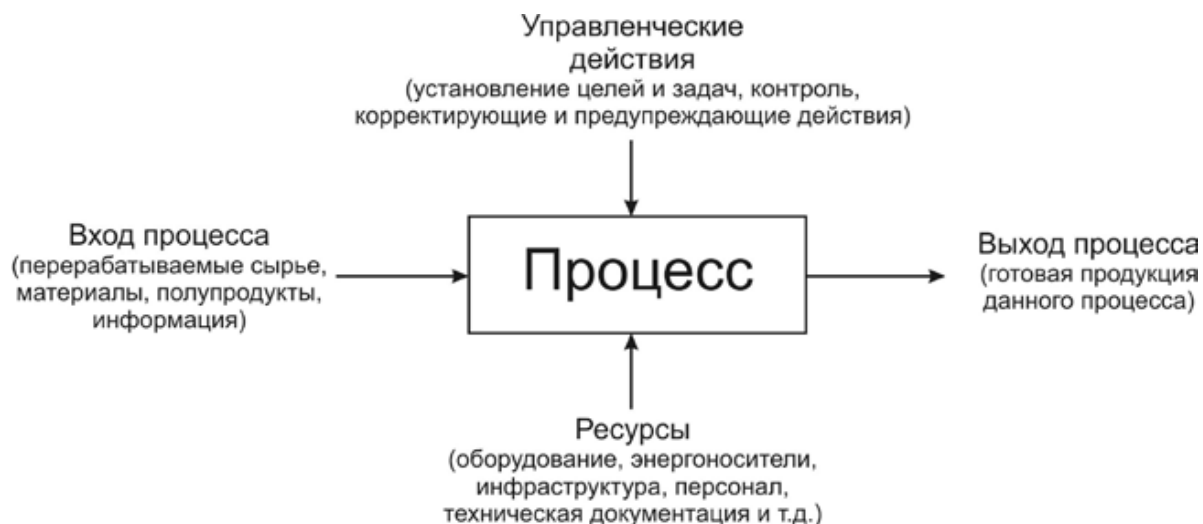 Управленческие
действия
(установление целей и задач, контроль,
корректирующие и предупреждающие действия)
Вход процесса
(перерабатываемые сырье,
материалы, полупродукты,
информация)
Процесс
Выход процесса
(готовая продукция
данного процесса)
Ресурсы
(оборудование, энергоносители,
инфраструктура, персонал,
техническая документация и т.д.)